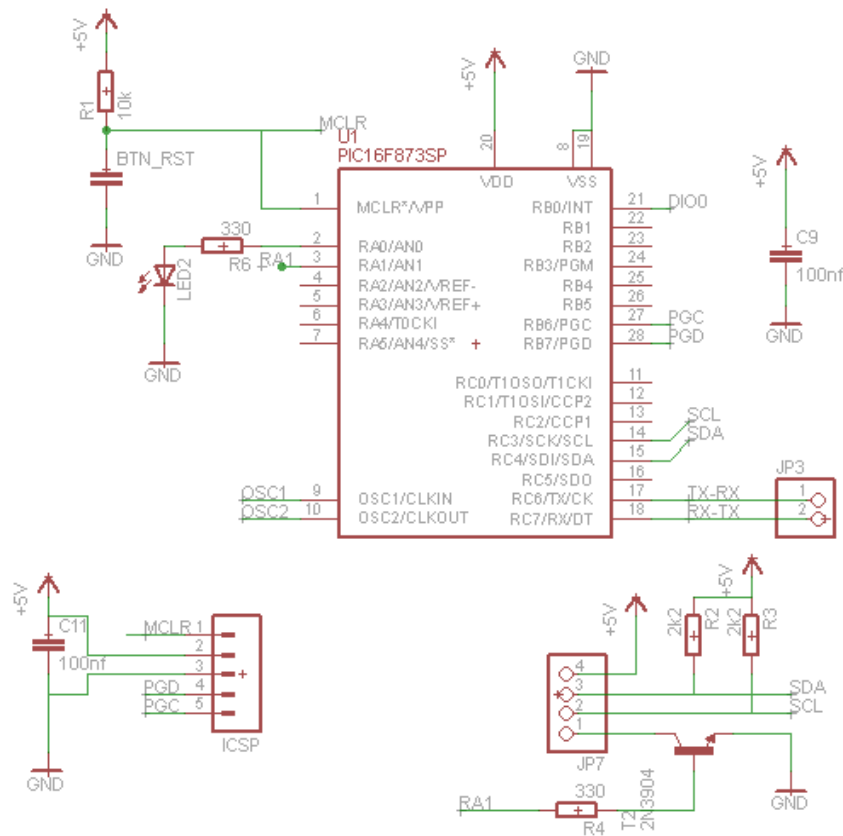 +5V
R1
10k
MCLR
BTN_RST
GND
+5V
GND
U1
PIC16F873SP
20
8
19
VDD
VSS
1
MCLR*/VPP
2
RA0/AN0
3
RA1/AN1
4
RA2/AN2/VREF-
5
RA3/AN3/VREF+
6
RA4/T0CKI
7
RA5/AN4/SS*
9
OSC1/CLKIN
10
OSC2/CLKOUT
RB0/INT
21
DIO0
RB1
22
RB2
23
RB3/PGM
24
RB4
25
RB5
26
RB6/PGC
27
PGC
RB7/PGD
28
PGD
RC0/T1OSO/T1CKI
11
RC1/T1OSI/CCP2
12
RC2/CCP1
13
RC3/SCK/SCL
14
SCL
RC4/SDI/SDA
15
SDA
RC5/SDO
16
RC6/TX/CK
17
TX-RX
RC7/RX/DT
18
RX-TX
330
R6
RA1
LED2
GND
OSC1
OSC2
+5V
C9
100nf
GND
JP3
1
2
+5V
C11
100nf
GND
MCLR
1
2
3
PGD
4
PGC
5
ICSP
+5V
+5V
2k2
R2
2k2
R3
4
3
2
1
JP7
SDA
SCL
T2
2N3904
GND
RA1
330
R4